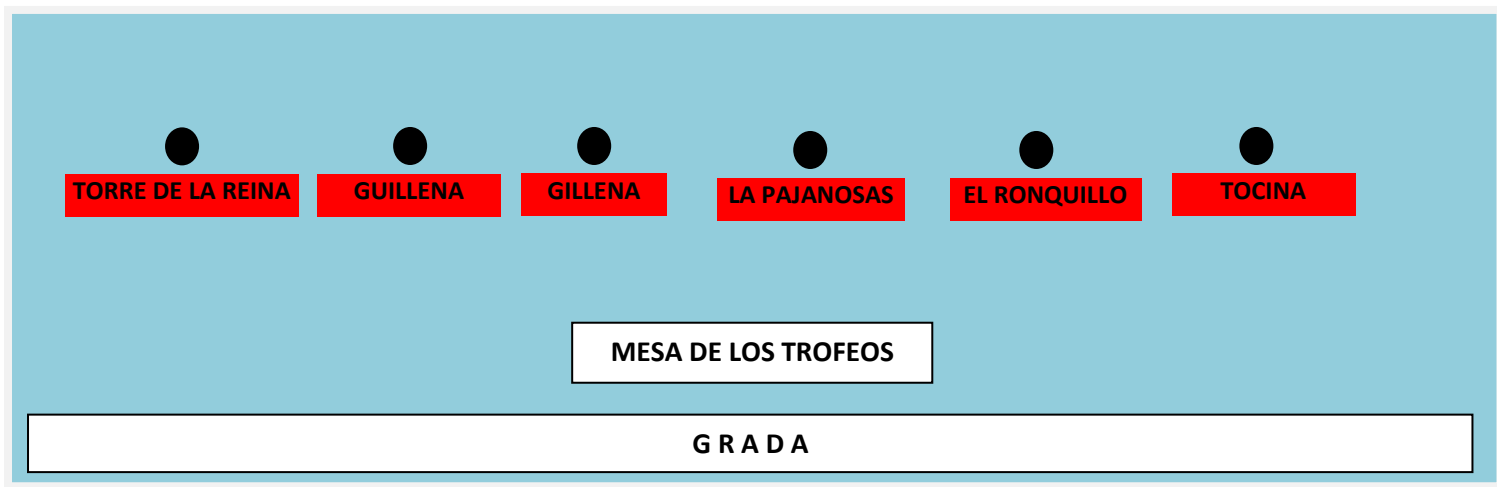 TORRE DE LA REINA
GUILLENA
GILLENA
LA PAJANOSAS
EL RONQUILLO
TOCINA
MESA DE LOS TROFEOS
G R A D A